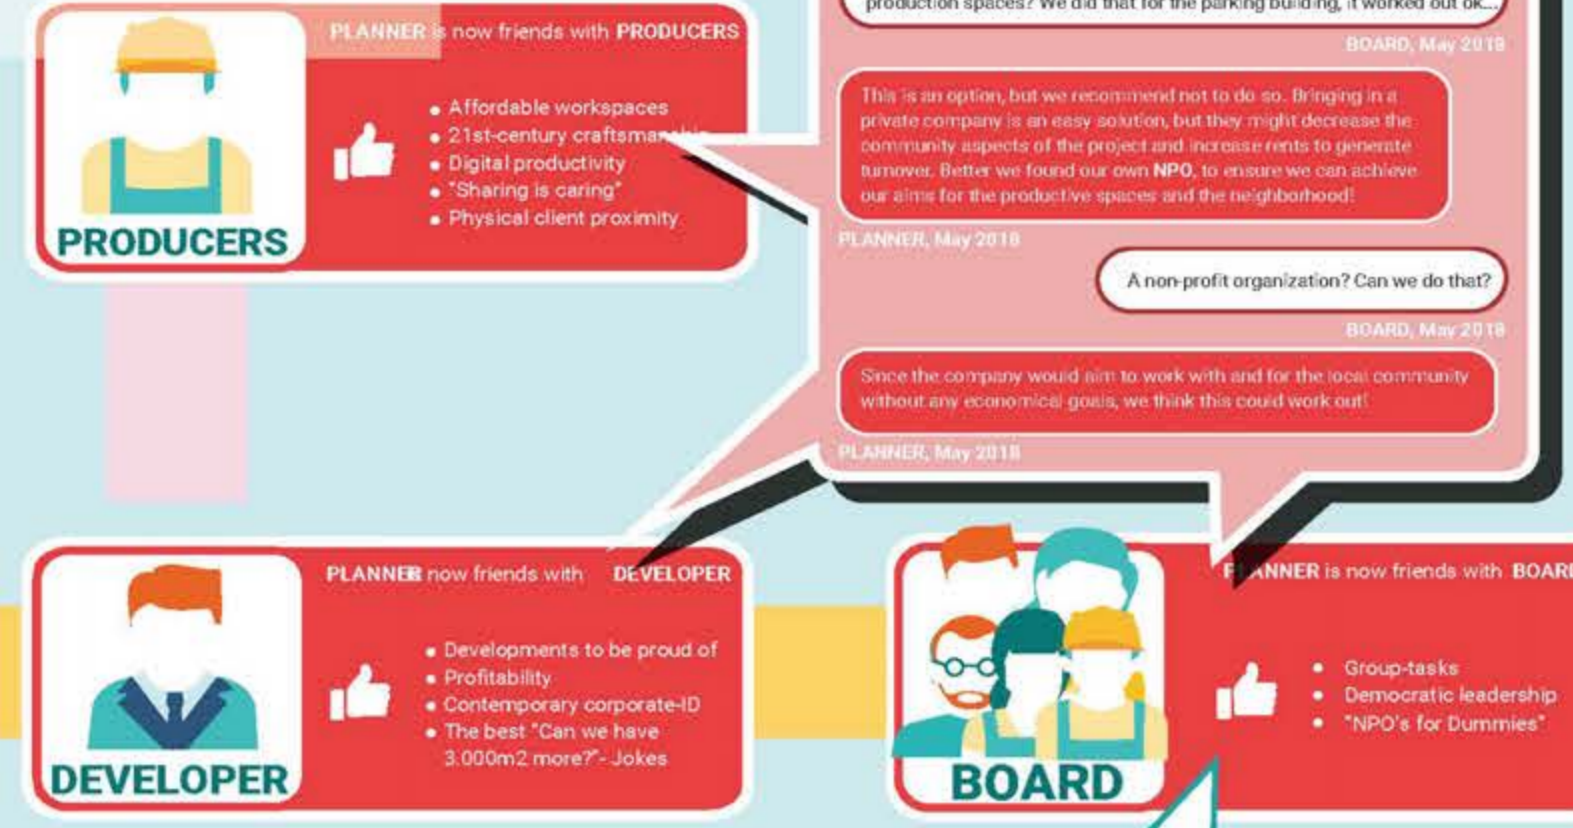 PLANNER is now friends with PRODUCERS
Affordable workspaces
21st-century craftsmanship
Digital productivity
"Sharing is caring"
Physical client proximity
PRODUCERS
production spaces? We did that for the parking building, it worked out ok...
BOARD, May 2018
This is an option, but we recommend not to do so. Bringing in a
private company is an easy solution, but they might decrease the
community aspects of the project and increase rents to generate
turnover. Better we found our own NPO, to ensure we can achieve
our aims for the productive spaces and the neighborhood!
PLANNER, May 2018
A non-profit organization? Can we do that?
BOARD, May 2018
Since the company would aim to work with and for the local community
without any economical goals, we think this could work out!
PLANNER, May 2018
PLANNER now friends with DEVELOPER
Developments to be proud of
Profitability
Contemporary corporate-ID
The best "Can we have
3.000m2 more?"- Jokes
DEVELOPER
PLANNER is now friends with BOARD
Group-tasks
Democratic leadership
"NPO's for Dummies"
BOARD